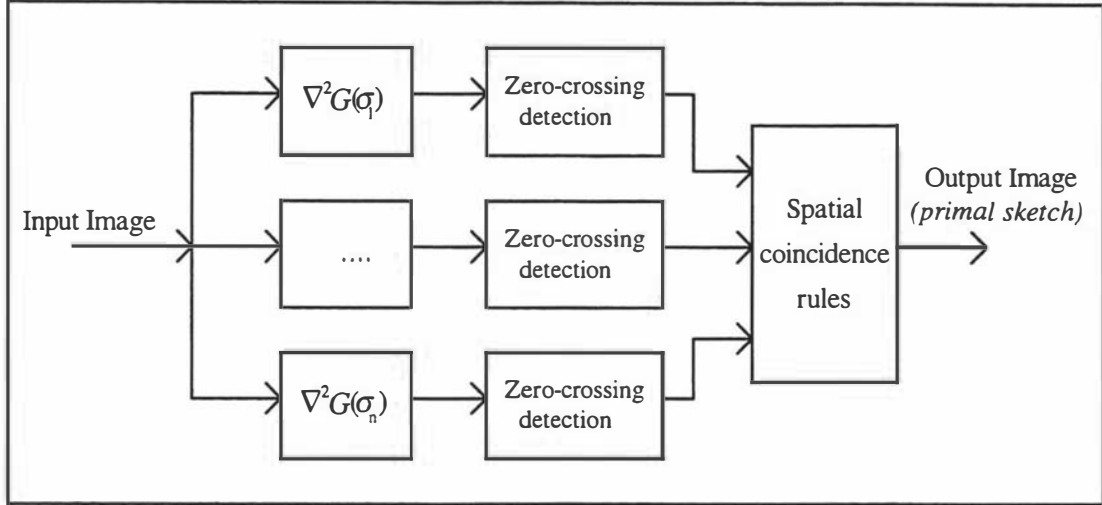 ∇²G(σ₁)
Zero-crossing
detection
Input Image
....
Zero-crossing
detection
∇²G(σₙ)
Zero-crossing
detection
Spatial
coincidence
rules
Output Image
(primal sketch)